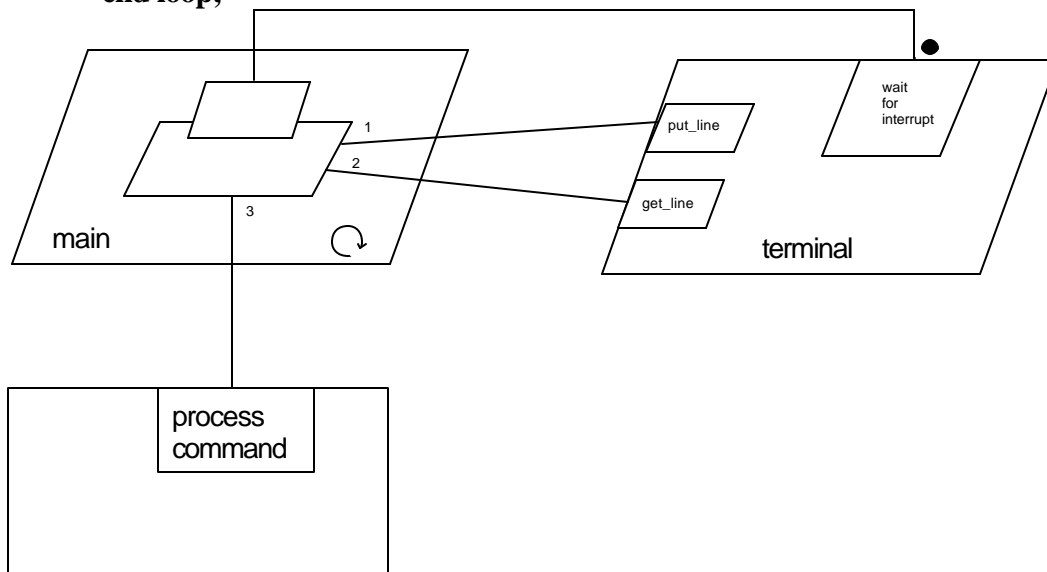 end loop;
1
put_line
wait
for
interrupt
2
get_line
3
main
terminal
process
command